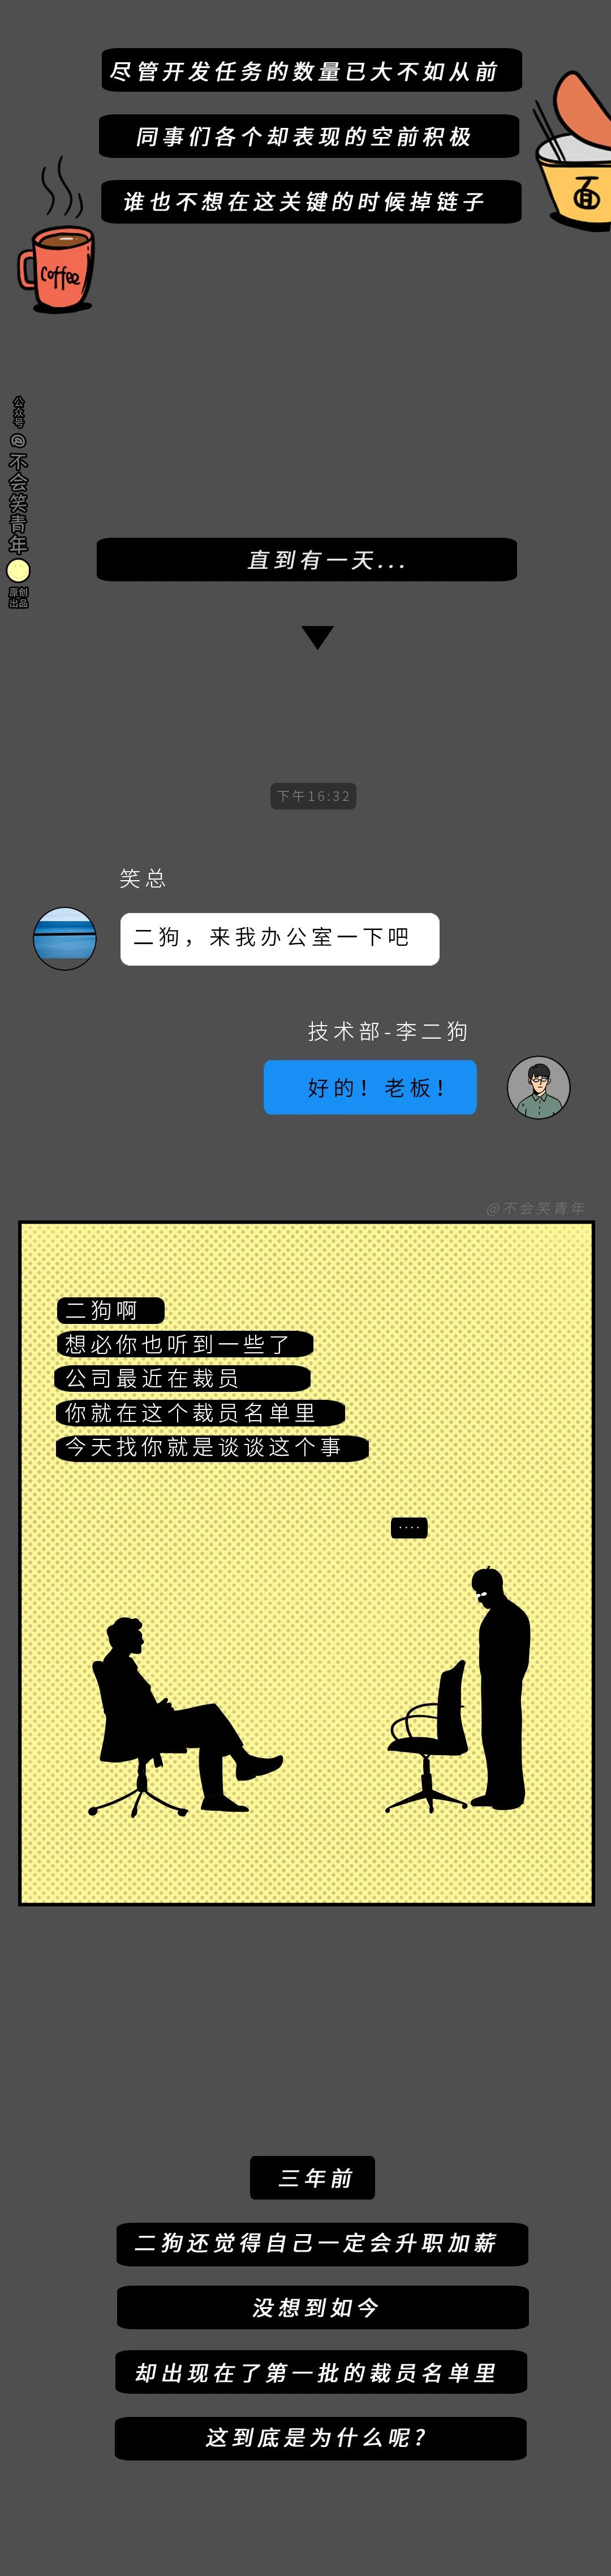 尽管开发任务的数量已大不如从前
同事们各个却表现的空前积极
谁也不想在这关键的时候掉链子
面
Coffee
公众号
@不会笑青年
原创
出品
直到有一天...
下午16:32
笑总
二狗，来我办公室一下吧
技术部-李二狗
好的！老板！
@不会笑青年
二狗啊
想必你也听到一些了
公司最近在裁员
你就在这个裁员名单里
今天找你就是谈谈这个事
....
三年前
二狗还觉得自己一定会升职加薪
没想到如今
却出现在了第一批的裁员名单里
这到底是为什么呢?